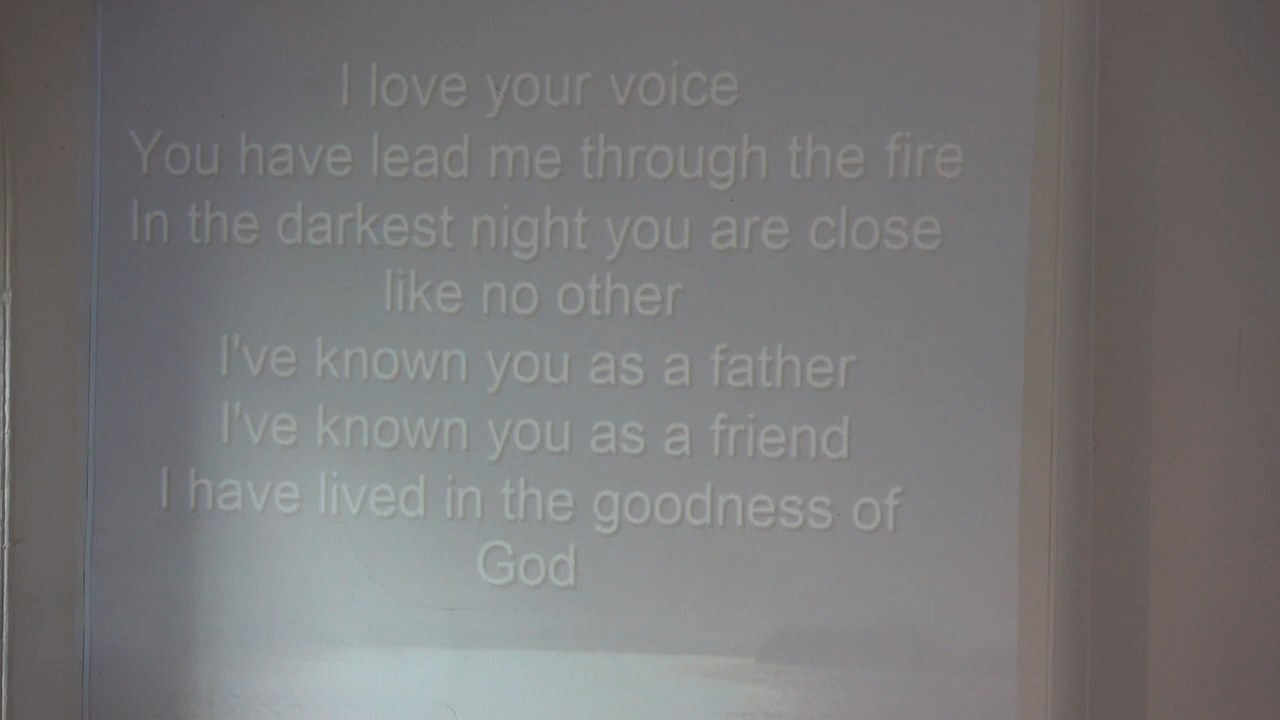 I love your voice
You have lead me through the fire
In the darkest night you are close
like no other
I've known you as a father
I've known you as a friend
I have lived in the goodness of
God